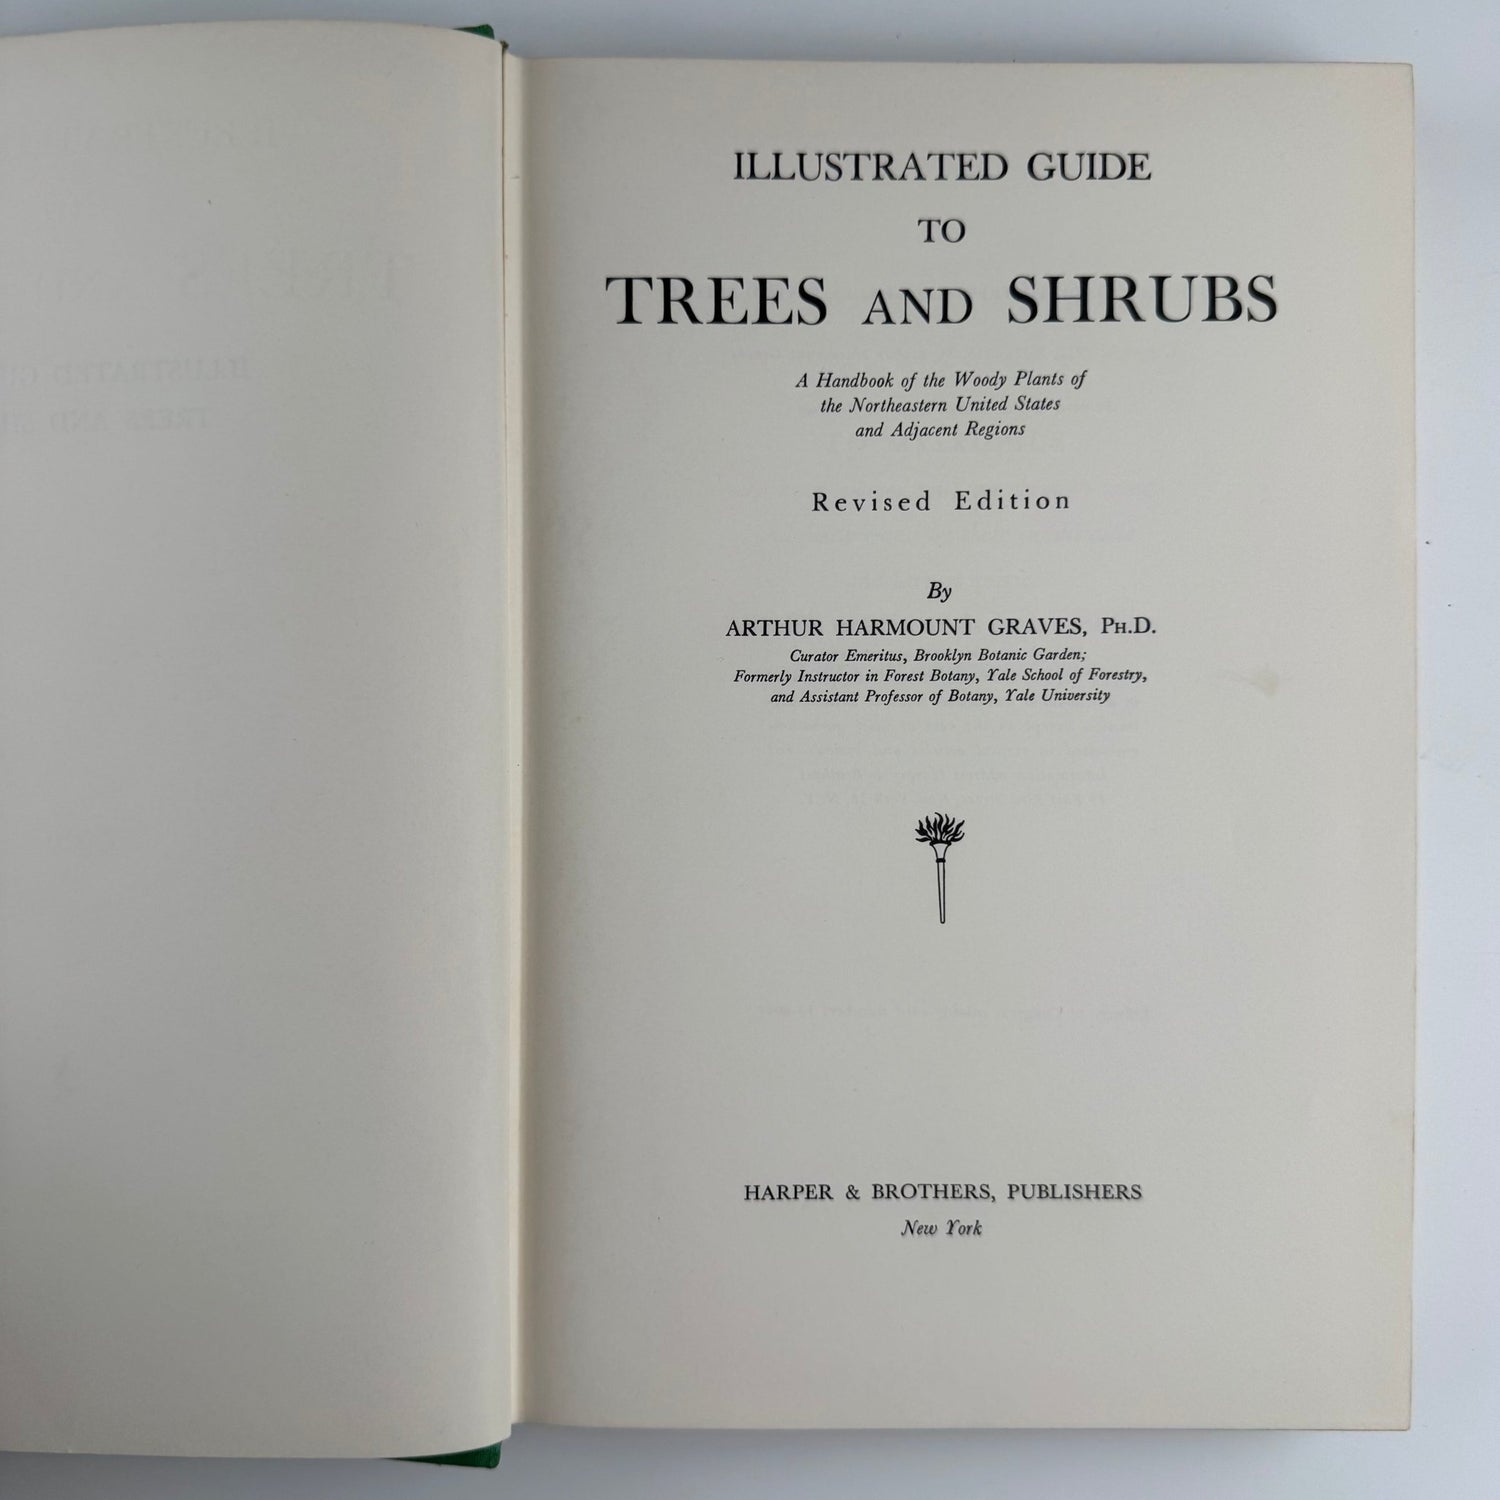 ILLUSTRATED GUIDE
TO
TREES AND SHRUBS
A Handbook of the Woody Plants of
the Northeastern United States
and Adjacent Regions
Revised Edition
By
ARTHUR HARMOUNT GRAVES, PH.D.
Curator Emeritus, Brooklyn Botanic Garden;
Formerly Instructor in Forest Botany, Yale School of Forestry,
and Assistant Professor of Botany, Yale University
HARPER & BROTHERS, PUBLISHERS
New York